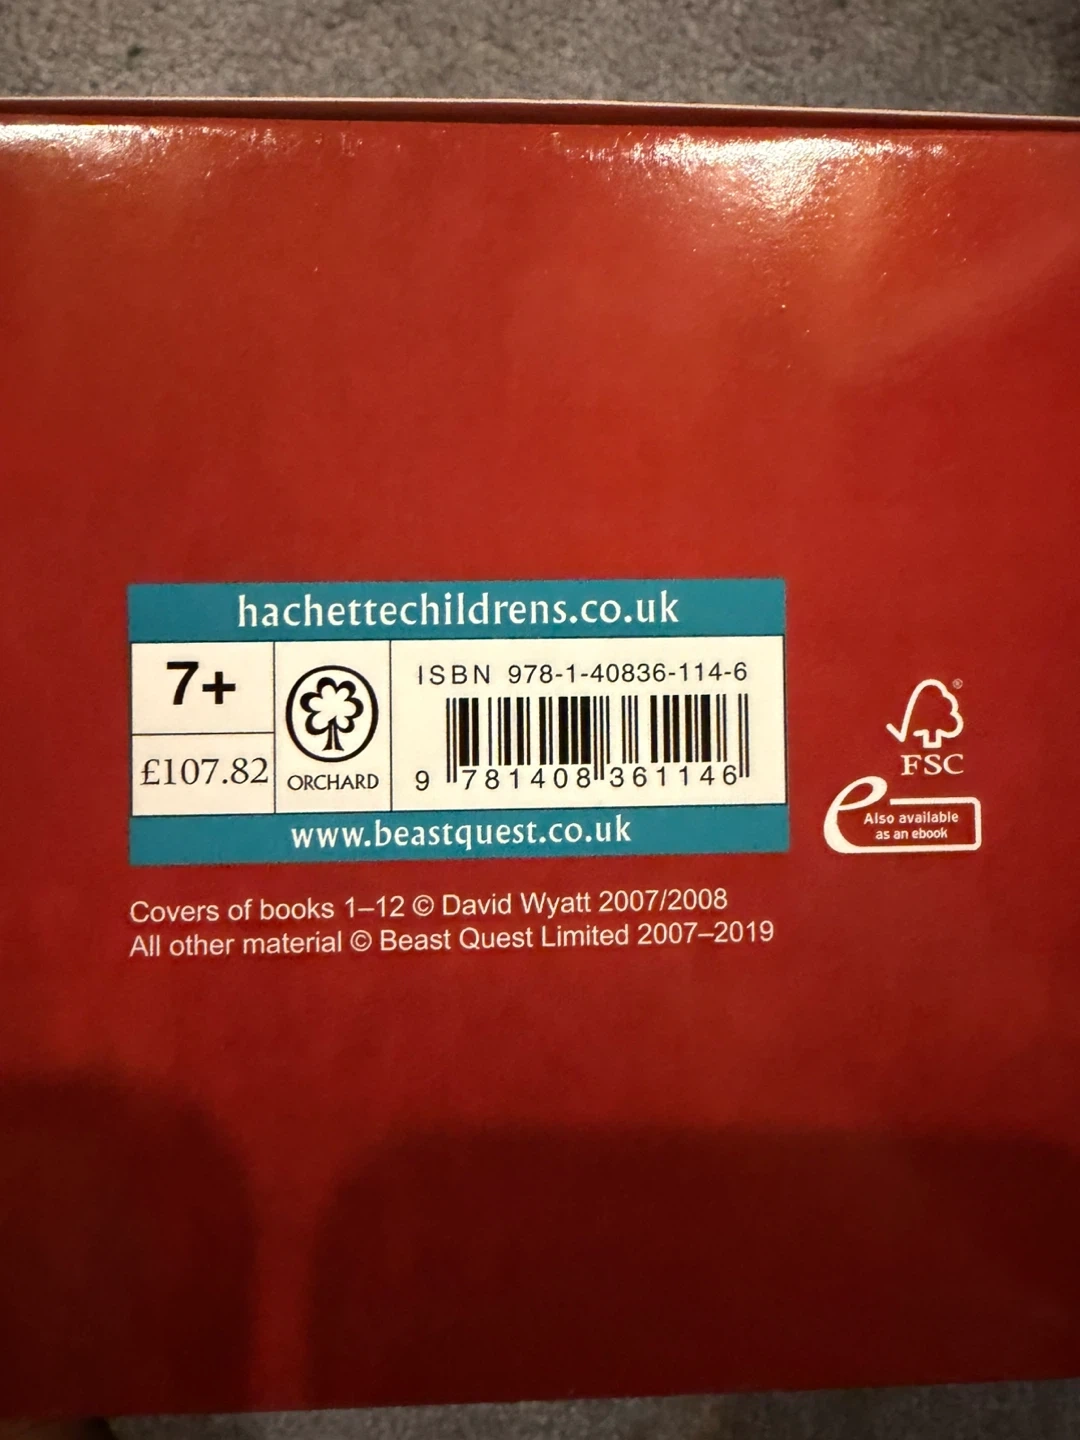 hachettechildrens.co.uk
7+
£107.82
ORCHARD
ISBN 978-1-40836-114-6
9 781408 361146
www.beastquest.co.uk
®
FSC
e
Also available
as an ebook
Covers of books 1–12 © David Wyatt 2007/2008
All other material © Beast Quest Limited 2007–2019